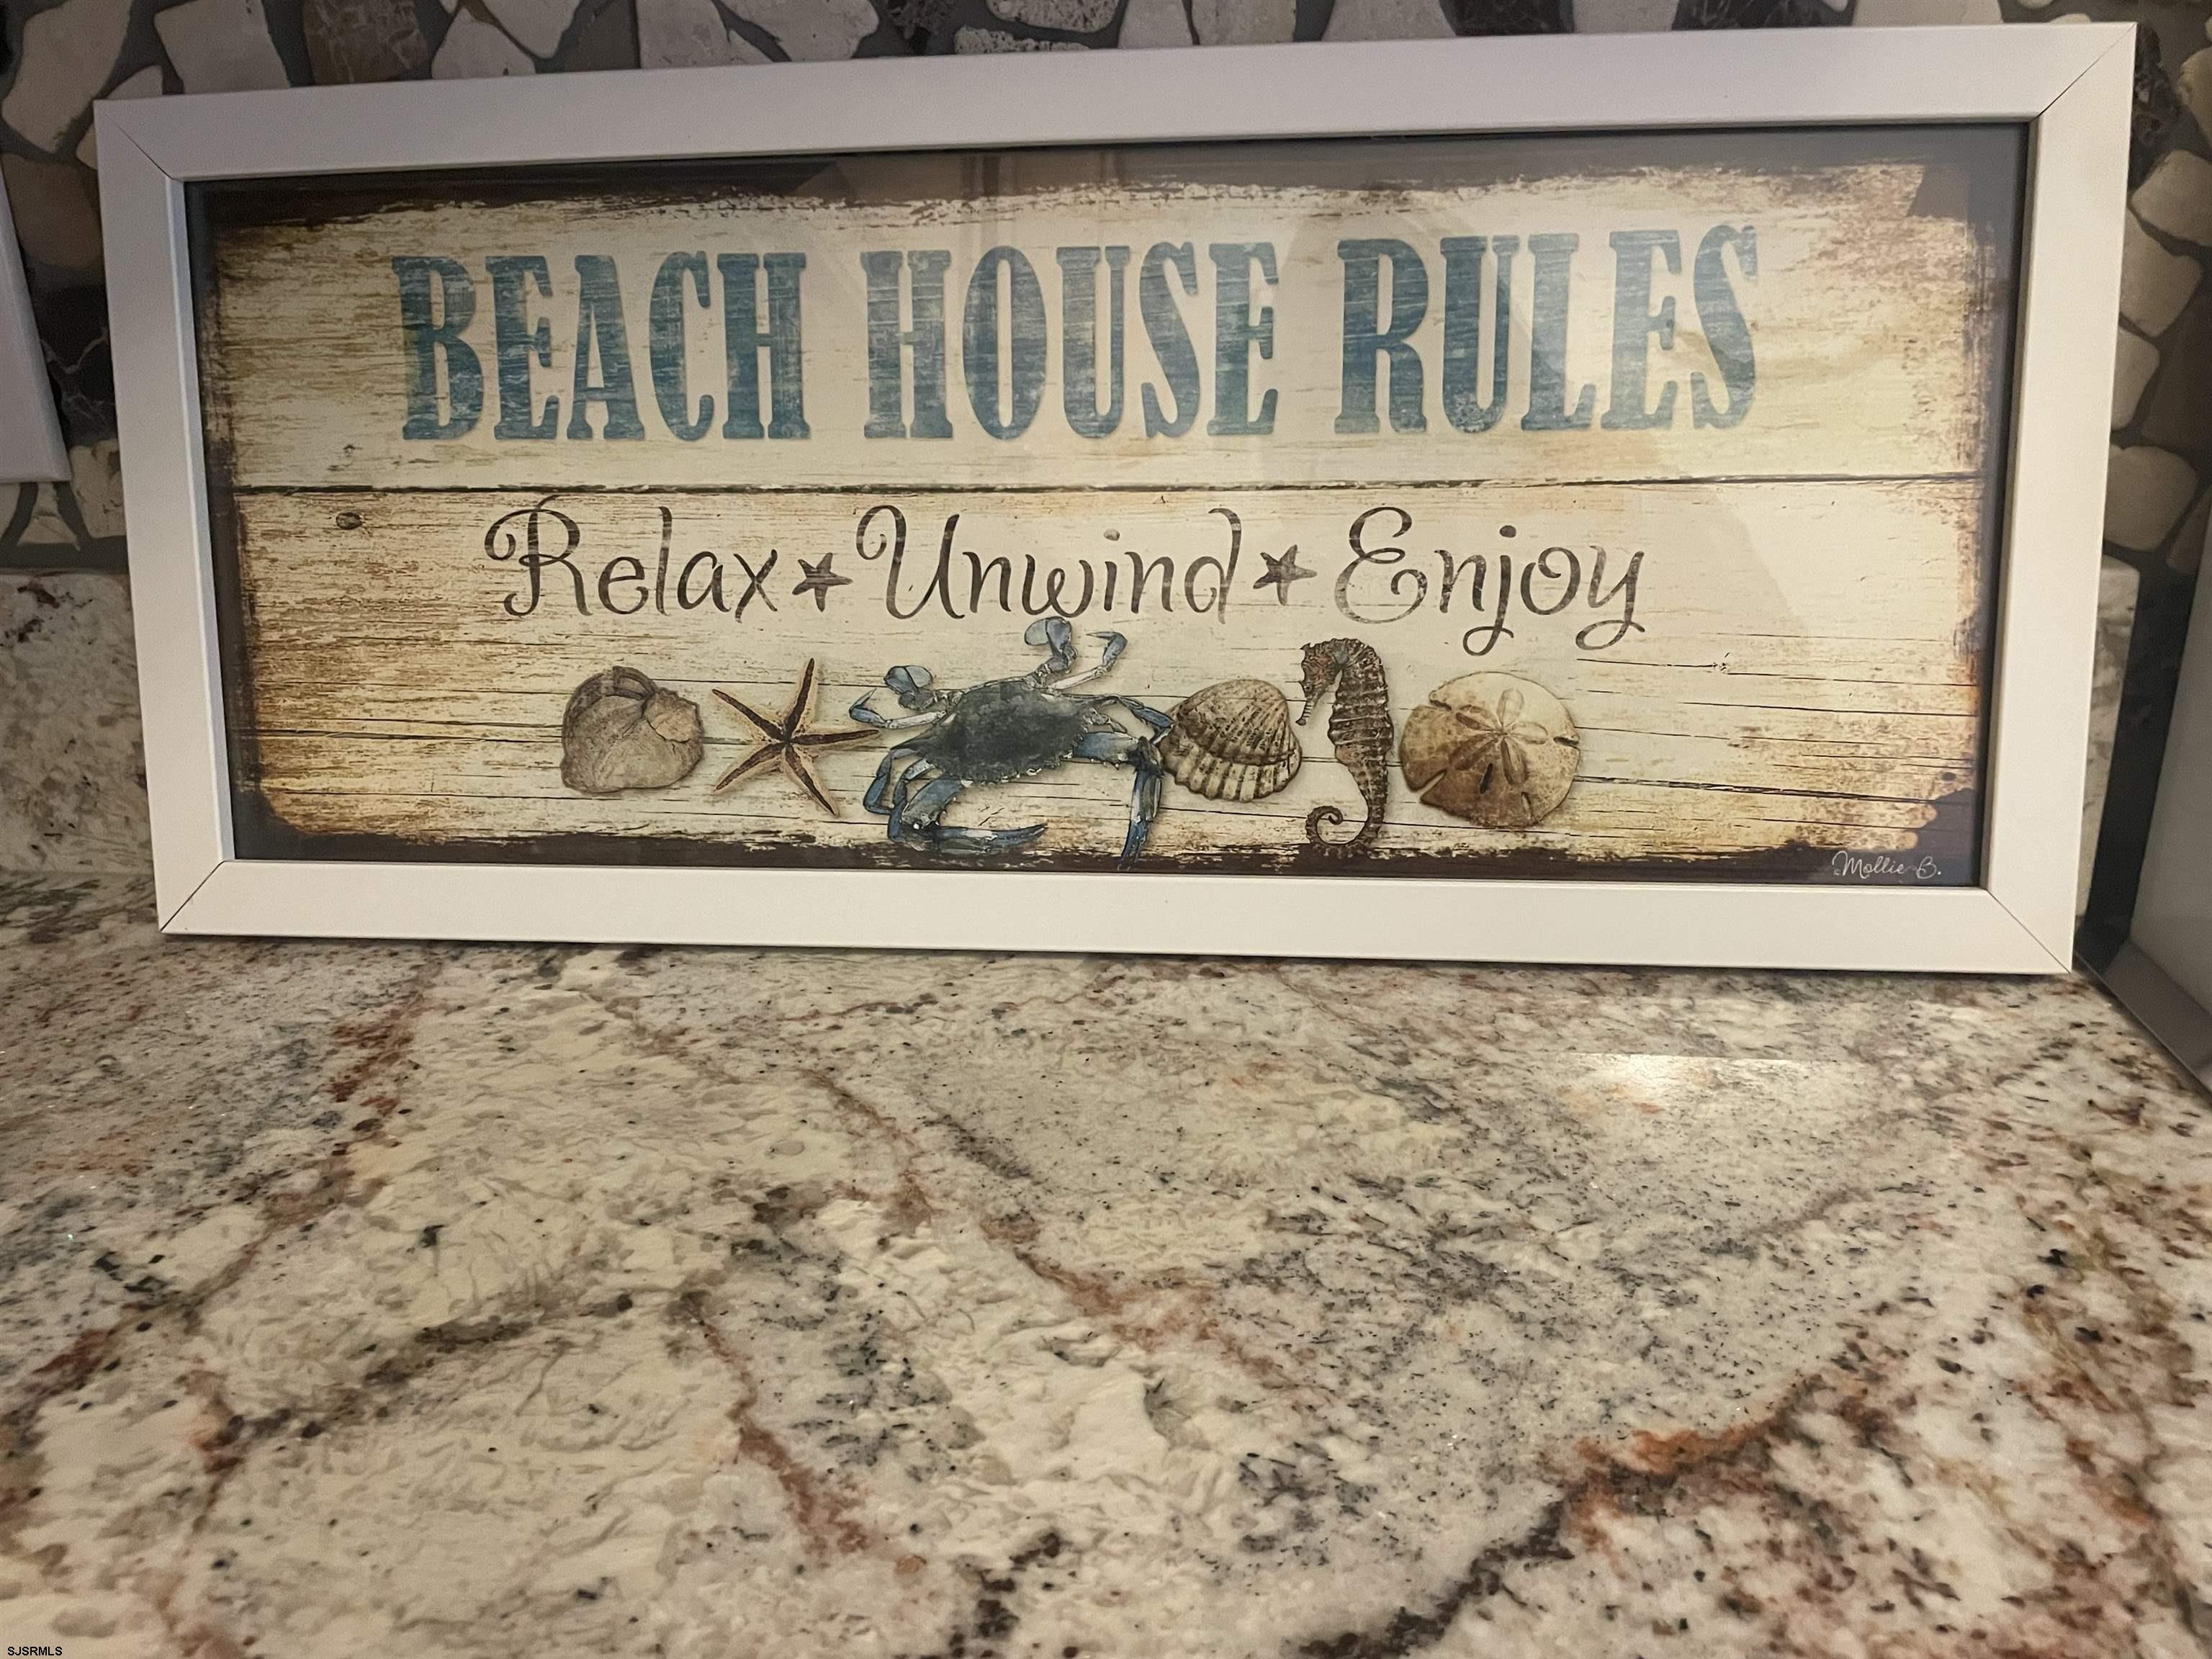 BEACH HOUSE RULES
Relax ★ Unwind ★ Enjoy
Mollie B.
SJSRMLS